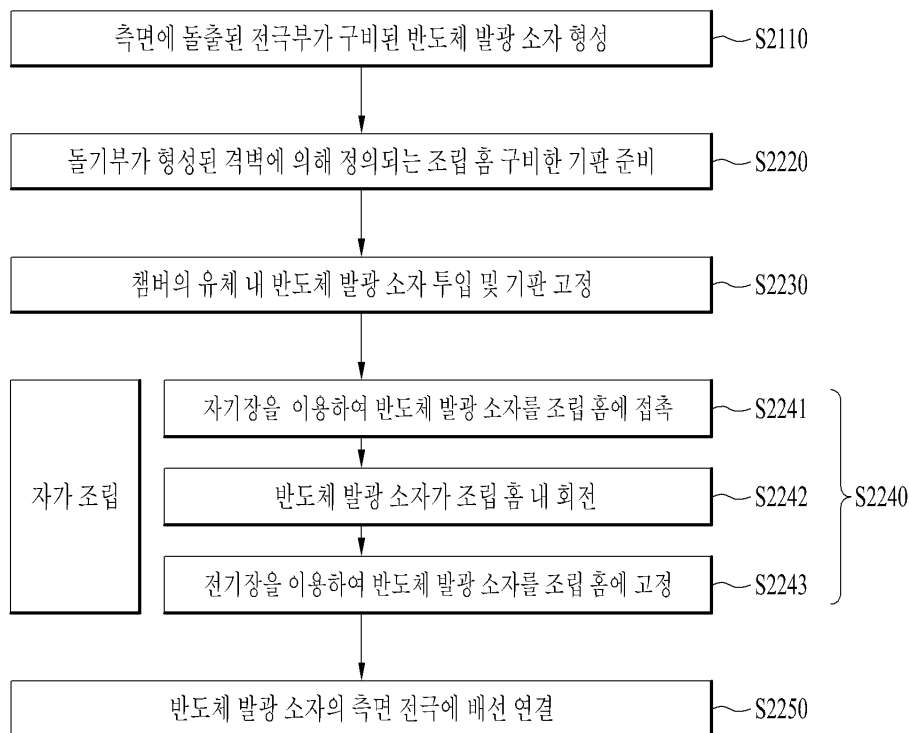 측면에 돌출된 전극부가 구비된 반도체 발광 소자 형성 S2110
돌기부가 형성된 격벽에 의해 정의되는 조립 홈 구비한 기판 준비 S2220
챔버의 유체 내 반도체 발광 소자 투입 및 기판 고정 S2230
자가 조립
자기장을 이용하여 반도체 발광 소자를 조립 홈에 접촉 S2241
반도체 발광 소자가 조립 홈 내 회전 S2242
전기장을 이용하여 반도체 발광 소자를 조립 홈에 고정 S2243
S2240
반도체 발광 소자의 측면 전극에 배선 연결 S2250